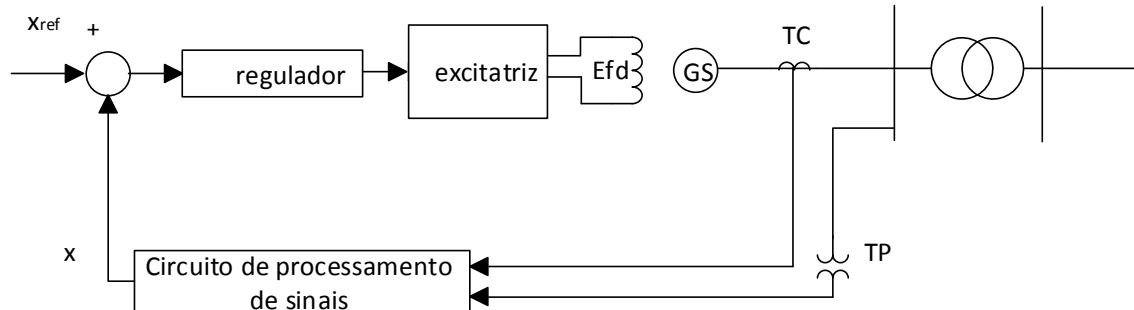 xref
+
regulador
excitatriz
Efd
GS
TC
x
Circuito de processamento
de sinais
TP